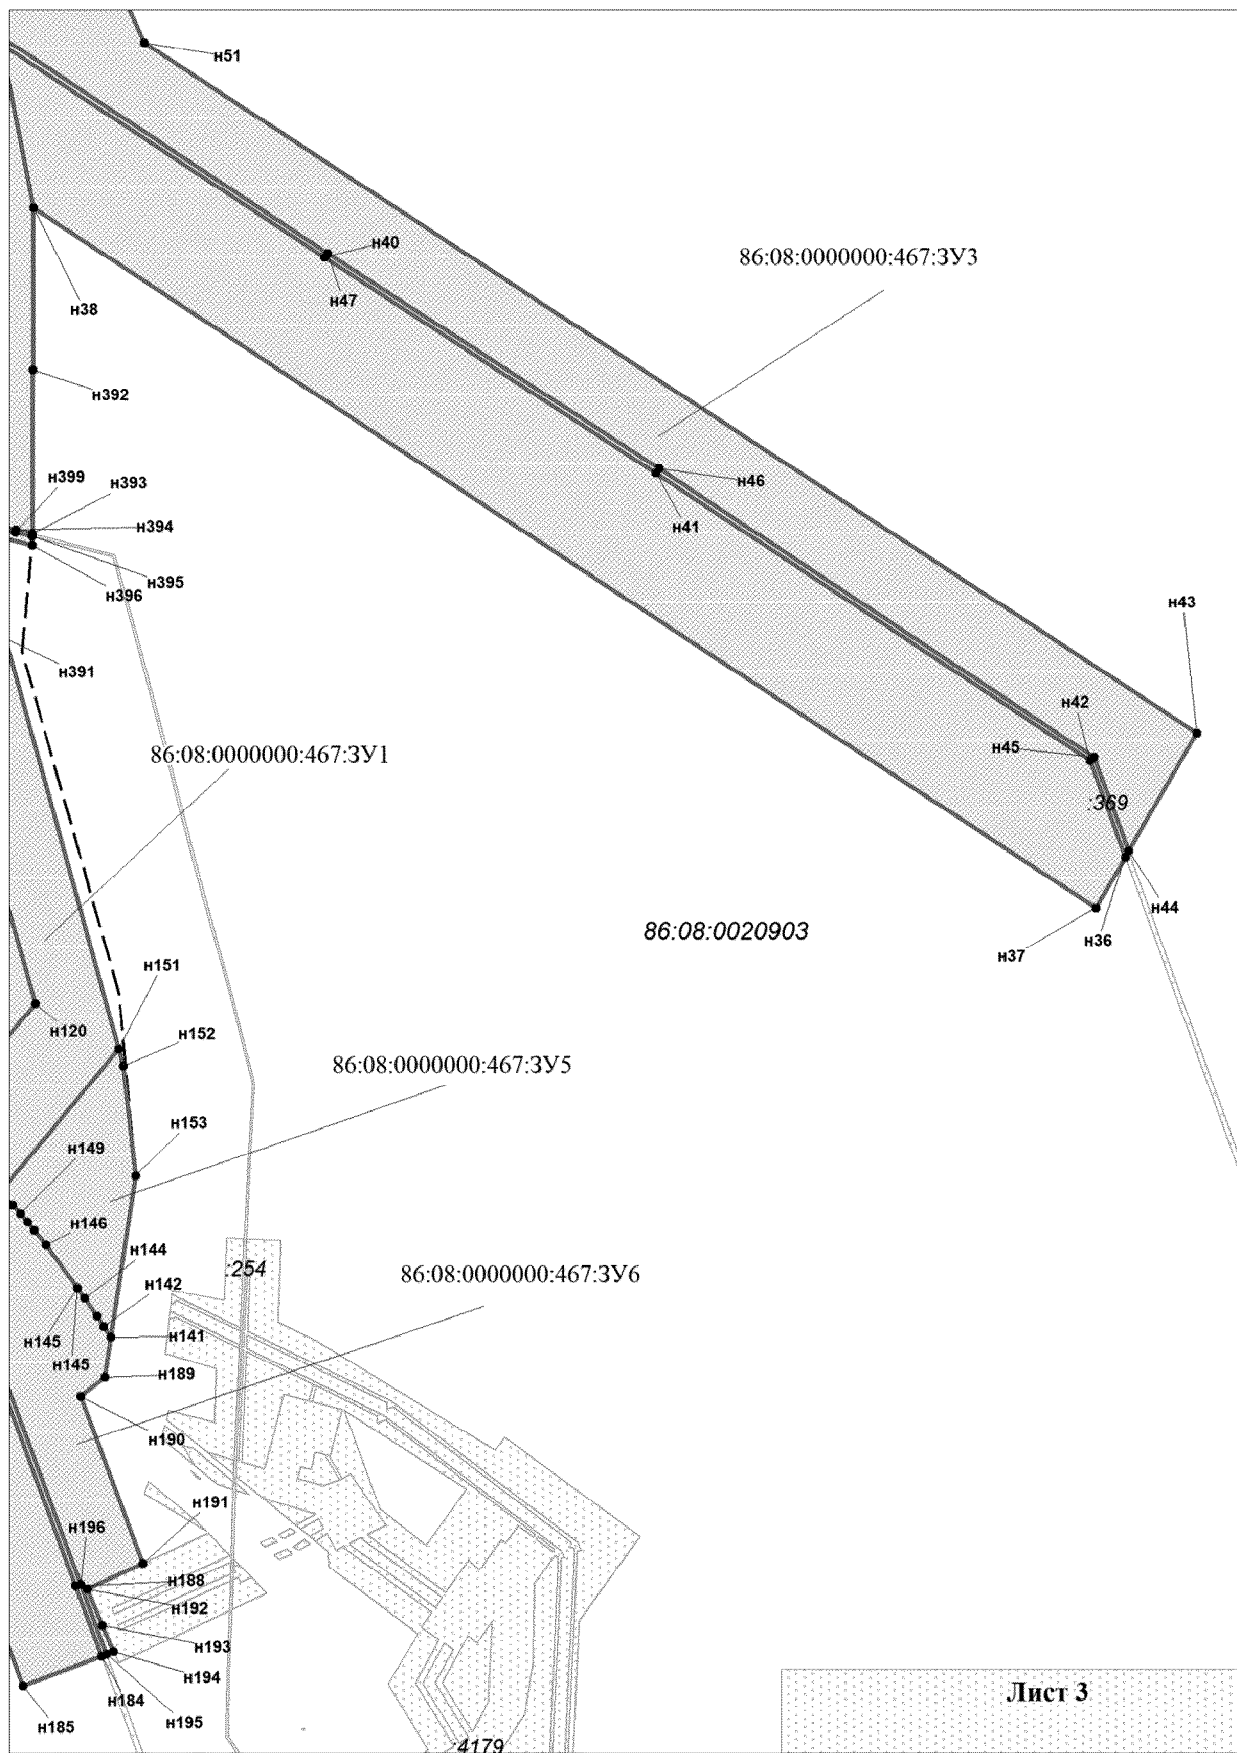 н51
н40
86:08:0000000:467:ЗУ3
н47
н38
н392
н399
н393
н46
н394
н41
н395
н396
н43
н391
н42
86:08:0000000:467:ЗУ1
н45
:369
н44
86:08:0020903
н36
н37
н151
н120
н152
86:08:0000000:467:ЗУ5
н153
н149
н146
н144
:254
86:08:0000000:467:ЗУ6
н142
н141
н145
н145
н189
н190
н191
н196
н188
н192
н193
н194
Лист 3
н184
н195
н185
:4179